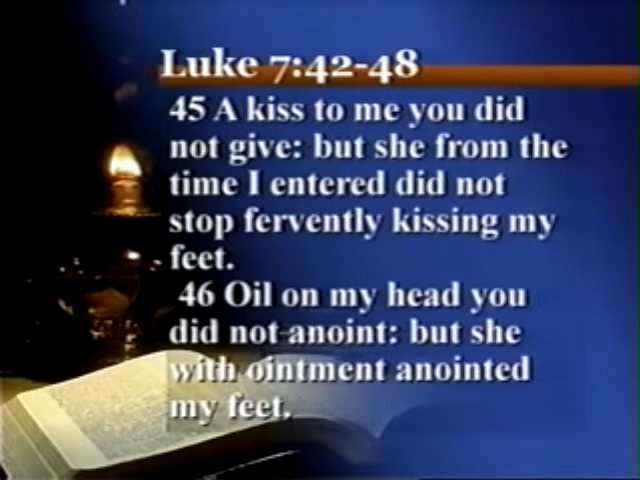 Luke 7:42-48
45 A kiss to me you did
not give: but she from the
time I entered did not
stop fervently kissing my
feet.
46 Oil on my head you
did not anoint: but she
with ointment anointed
my feet.